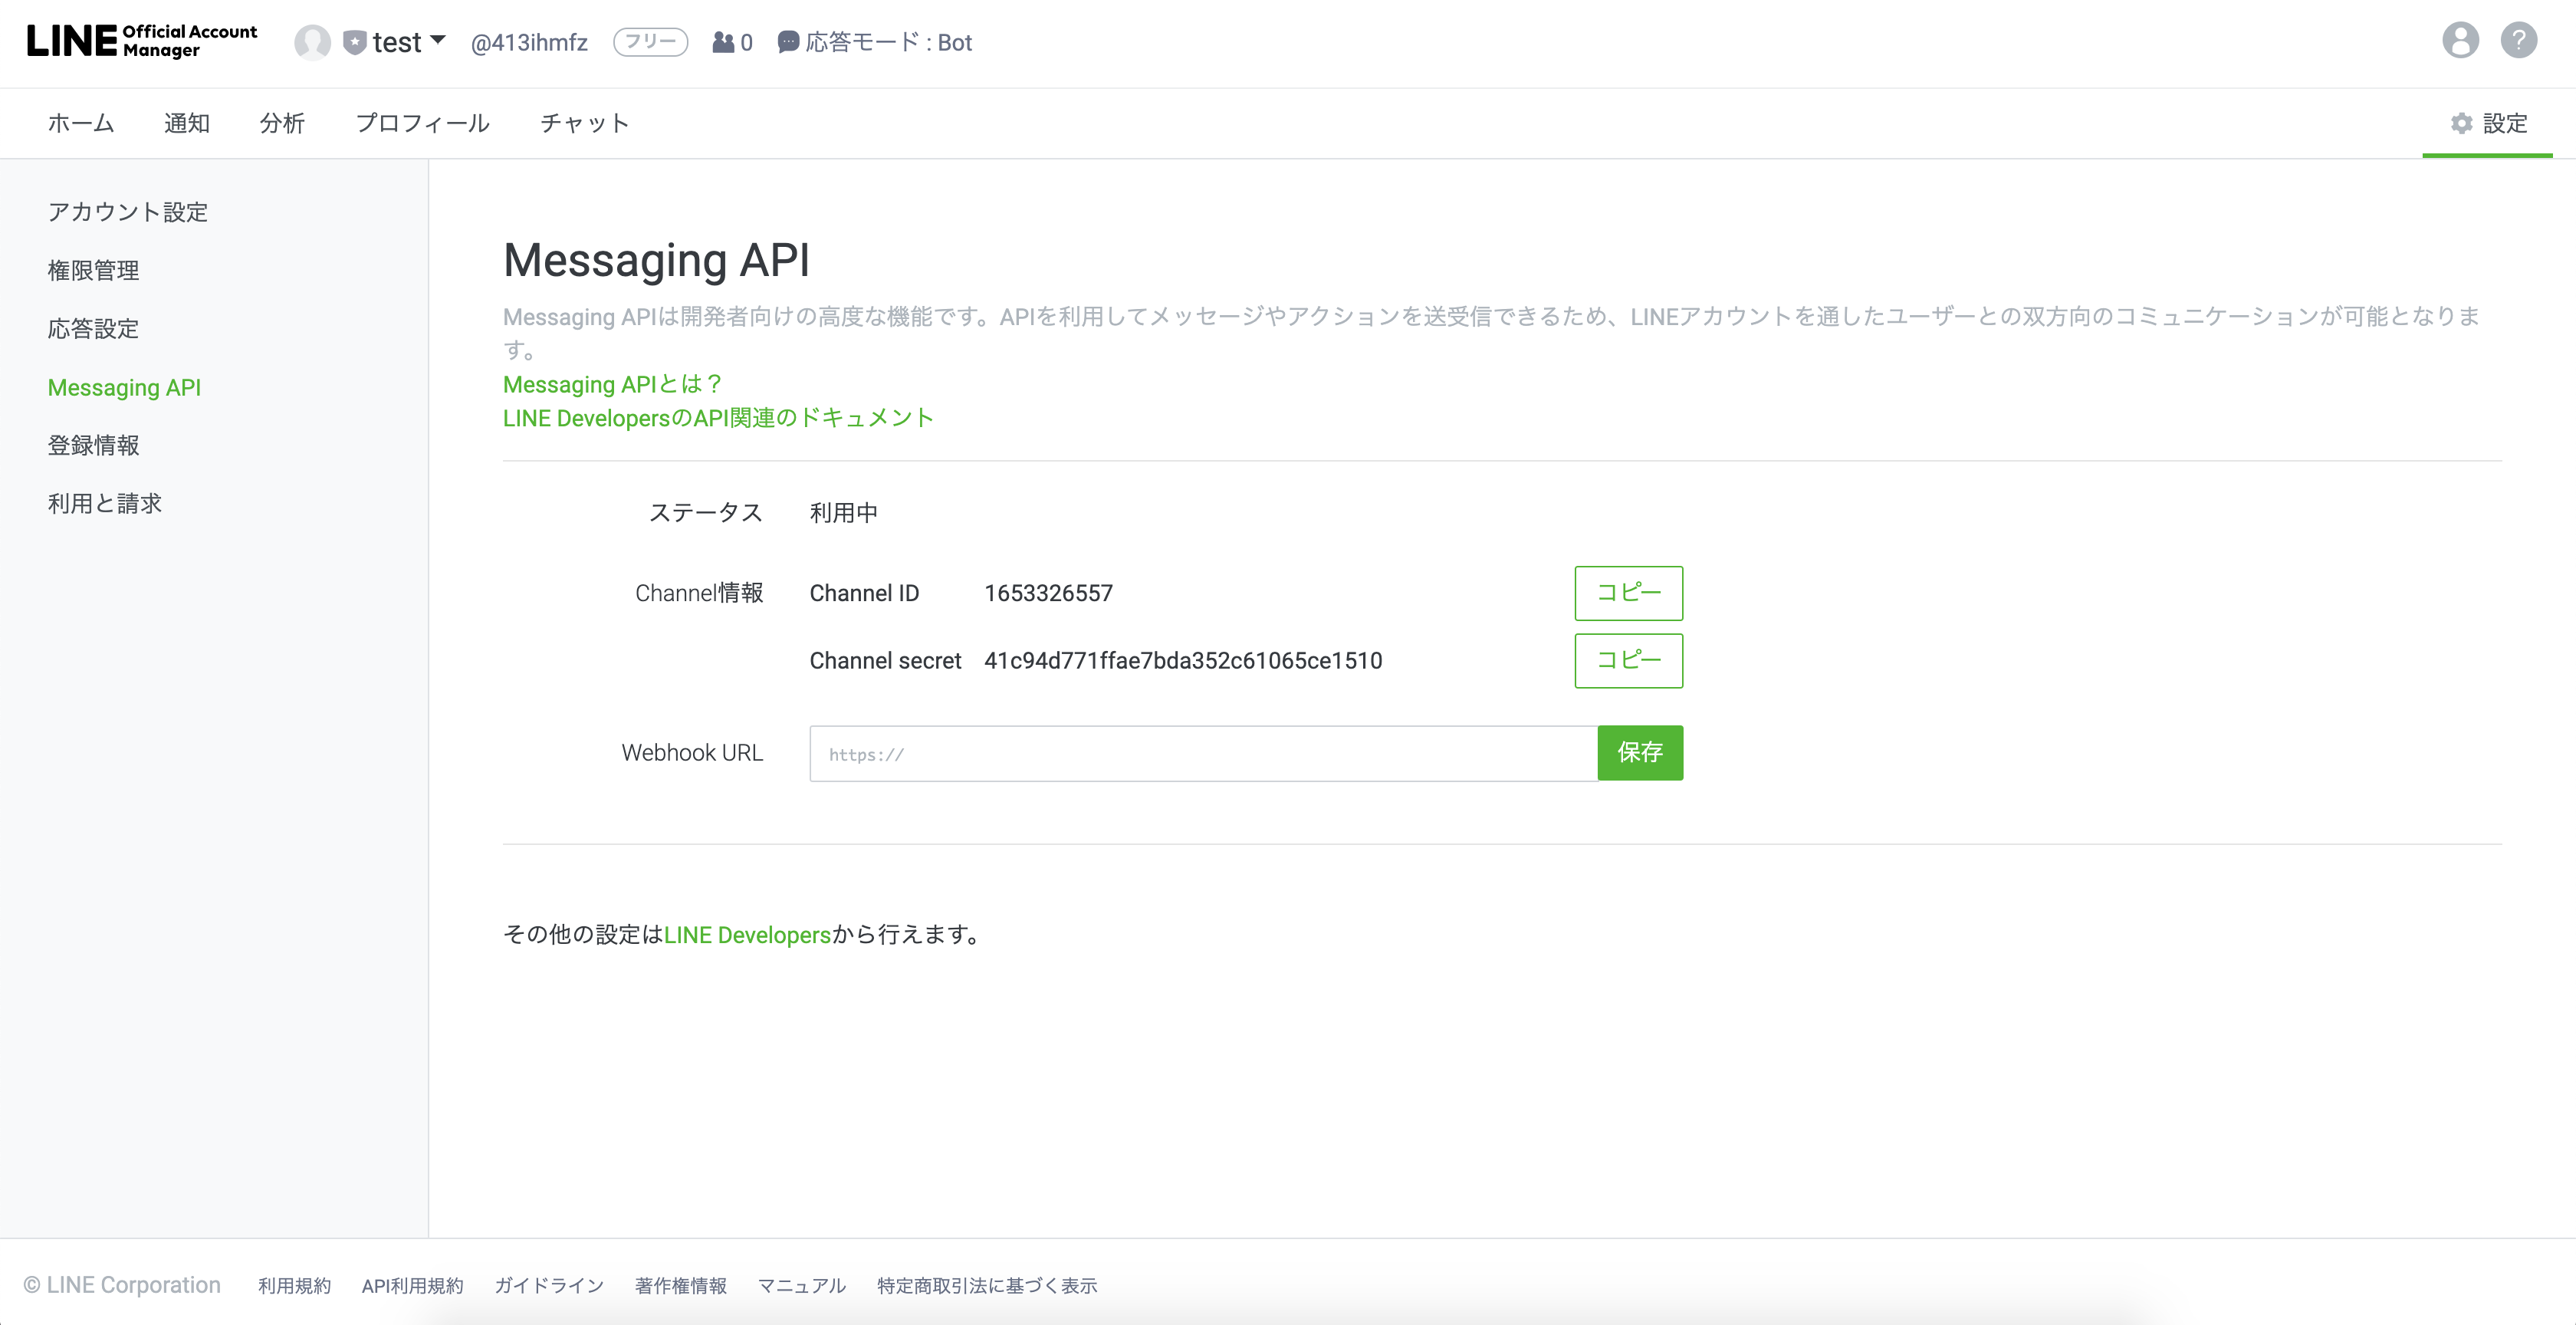 LINE Official Account Manager
test @413ihmfz フリー 0 応答モード : Bot
?
ホーム 通知 分析 プロフィール チャット 設定
アカウント設定
権限管理
応答設定
Messaging API
登録情報
利用と請求
Messaging API
Messaging APIは開発者向けの高度な機能です。APIを利用してメッセージやアクションを送受信できるため、LINEアカウントを通したユーザーとの双方向のコミュニケーションが可能となりま
す。
Messaging APIとは？
LINE DevelopersのAPI関連のドキュメント
ステータス 利用中
Channel情報 Channel ID 1653326557 コピー
Channel secret 41c94d771ffae7bda352c61065ce1510 コピー
Webhook URL https:// 保存
その他の設定はLINE Developersから行えます。
© LINE Corporation 利用規約 API利用規約 ガイドライン 著作権情報 マニュアル 特定商取引法に基づく表示